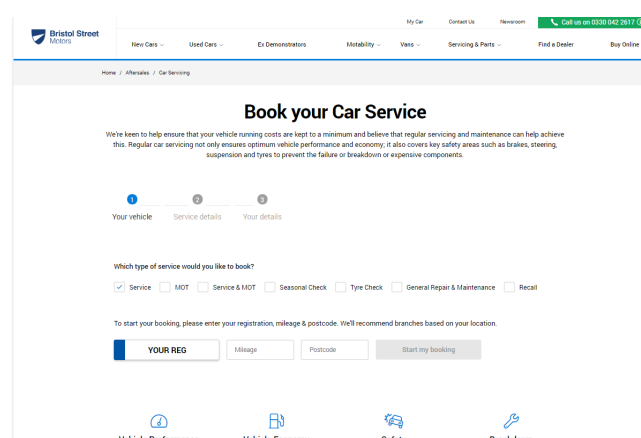 My Car Contact Us Newsroom Call us on 0330 042 2617
Bristol Street
Motors
New Cars Used Cars Ex Demonstrators Motability Vans Servicing & Parts Find a Dealer Buy Online
Home / Aftersales / Car Servicing
Book your Car Service
We're keen to help ensure that your vehicle running costs are kept to a minimum and believe that regular servicing and maintenance can help achieve
this. Regular car servicing not only ensures optimum vehicle performance and economy; it also covers key safety areas such as brakes, steering,
suspension and tyres to prevent the failure or breakdown or expensive components.
1 2 3
Your vehicle Service details Your details
Which type of service would you like to book?
Service MOT Service & MOT Seasonal Check Tyre Check General Repair & Maintenance Recall
To start your booking, please enter your registration, mileage & postcode. We'll recommend branches based on your location.
YOUR REG Mileage Postcode Start my booking